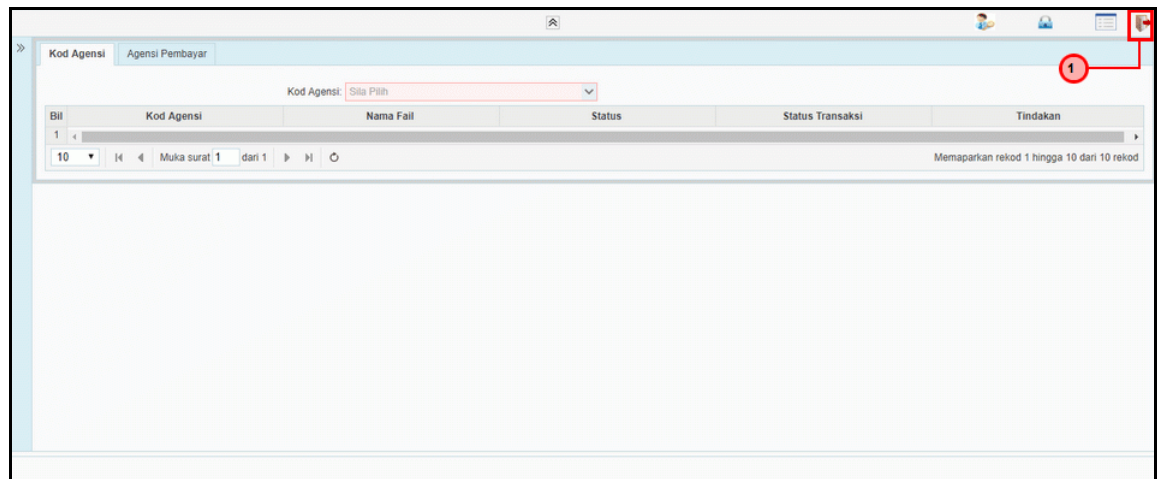 1
Kod Agensi Agensi Pembayar
Kod Agensi: Sila Pilih
Bil Kod Agensi Nama Fail Status Status Transaksi Tindakan
1
10 Muka surat 1 dari 1 Memaparkan rekod 1 hingga 10 dari 10 rekod